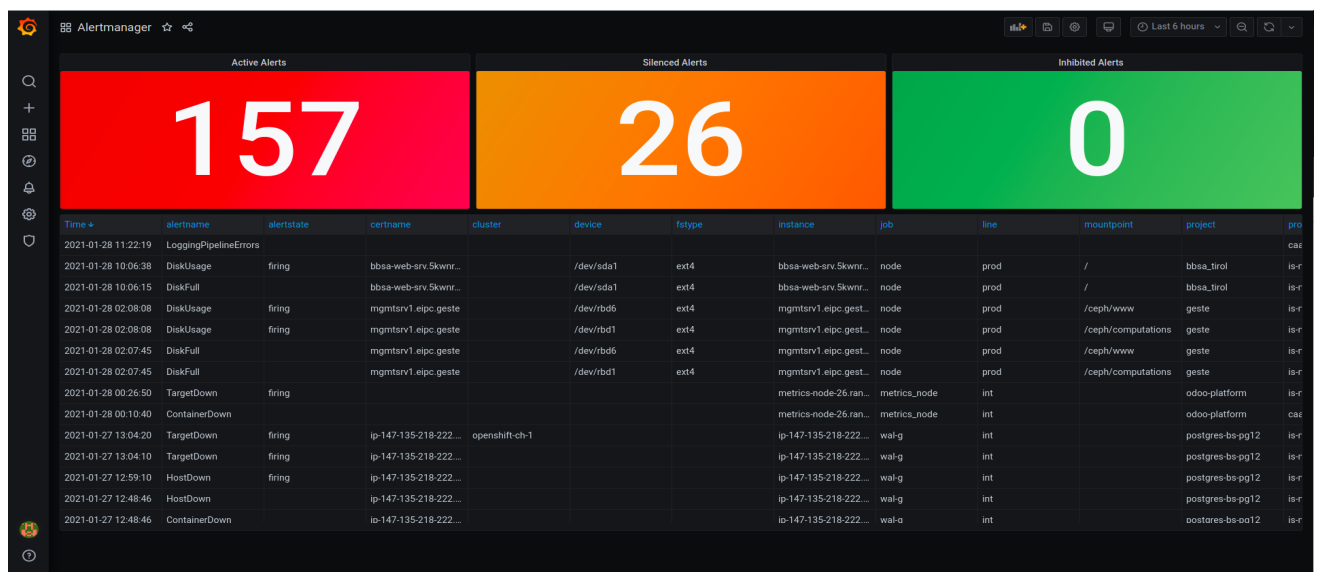 Alertmanager Last 6 hours
Active Alerts Silenced Alerts Inhibited Alerts
157 26 0
Time alertname alertstate certname cluster device fstype instance job line mountpoint project pro
2021-01-28 11:22:19 LoggingPipelineErrors caa
2021-01-28 10:06:38 DiskUsage firing bbsa-web-srv.5kwnr... /dev/sda1 ext4 bbsa-web-srv.5kwnr... node prod / bbsa_tirol
2021-01-28 10:06:15 DiskFull bbsa-web-srv.5kwnr... /dev/sda1 ext4 bbsa-web-srv.5kwnr... node prod / bbsa_tirol
2021-01-28 02:08:08 DiskUsage firing mgmtsrv1.eipc.geste /dev/rbd6 ext4 mgmtsrv1.eipc.gest... node prod /ceph/www geste
2021-01-28 02:08:08 DiskUsage firing mgmtsrv1.eipc.geste /dev/rbd1 ext4 mgmtsrv1.eipc.gest... node prod /ceph/computations geste
2021-01-28 02:07:45 DiskFull mgmtsrv1.eipc.geste /dev/rbd6 ext4 mgmtsrv1.eipc.gest... node prod /ceph/www geste
2021-01-28 02:07:45 DiskFull mgmtsrv1.eipc.geste /dev/rbd1 ext4 mgmtsrv1.eipc.gest... node prod /ceph/computations geste
2021-01-28 00:26:50 TargetDown firing metrics-node-26.ran... metrics_node int odoo-platform
2021-01-28 00:10:40 ContainerDown metrics-node-26.ran... metrics_node int odoo-platform caa
2021-01-27 13:04:20 TargetDown firing ip-147-135-218-222.... openshift-ch-1 ip-147-135-218-222.... wal-g int postgres-bs-pg12
2021-01-27 13:04:10 TargetDown firing ip-147-135-218-222.... ip-147-135-218-222.... wal-g int postgres-bs-pg12
2021-01-27 12:59:10 HostDown firing ip-147-135-218-222.... ip-147-135-218-222.... wal-g int postgres-bs-pg12
2021-01-27 12:48:46 HostDown ip-147-135-218-222.... ip-147-135-218-222.... wal-g int postgres-bs-pg12
2021-01-27 12:48:46 ContainerDown ip-147-135-218-222.... ip-147-135-218-222.... wal-g int postgres-bs-pg12